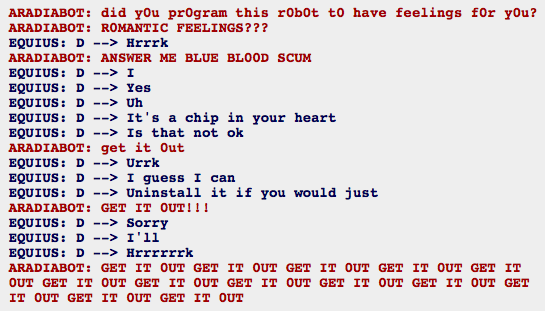 ARADIABOT: did y0u pr0gram this r0b0t t0 have feelings f0r y0u?
ARADIABOT: ROMANTIC FEELINGS???
EQUIUS: D --> Hrrrk
ARADIABOT: ANSWER ME BLUE BL00D SCUM
EQUIUS: D --> I
EQUIUS: D --> Yes
EQUIUS: D --> Uh
EQUIUS: D --> It's a chip in your heart
EQUIUS: D --> Is that not ok
ARADIABOT: get it 0ut
EQUIUS: D --> Urrk
EQUIUS: D --> I guess I can
EQUIUS: D --> Uninstall it if you would just
ARADIABOT: GET IT OUT!!!
EQUIUS: D --> Sorry
EQUIUS: D --> I'll
EQUIUS: D --> Hrrrrrrk
ARADIABOT: GET IT OUT GET IT OUT GET IT OUT GET IT OUT GET IT
OUT GET IT OUT GET IT OUT GET IT OUT GET IT OUT GET IT OUT GET
IT OUT GET IT OUT GET IT OUT